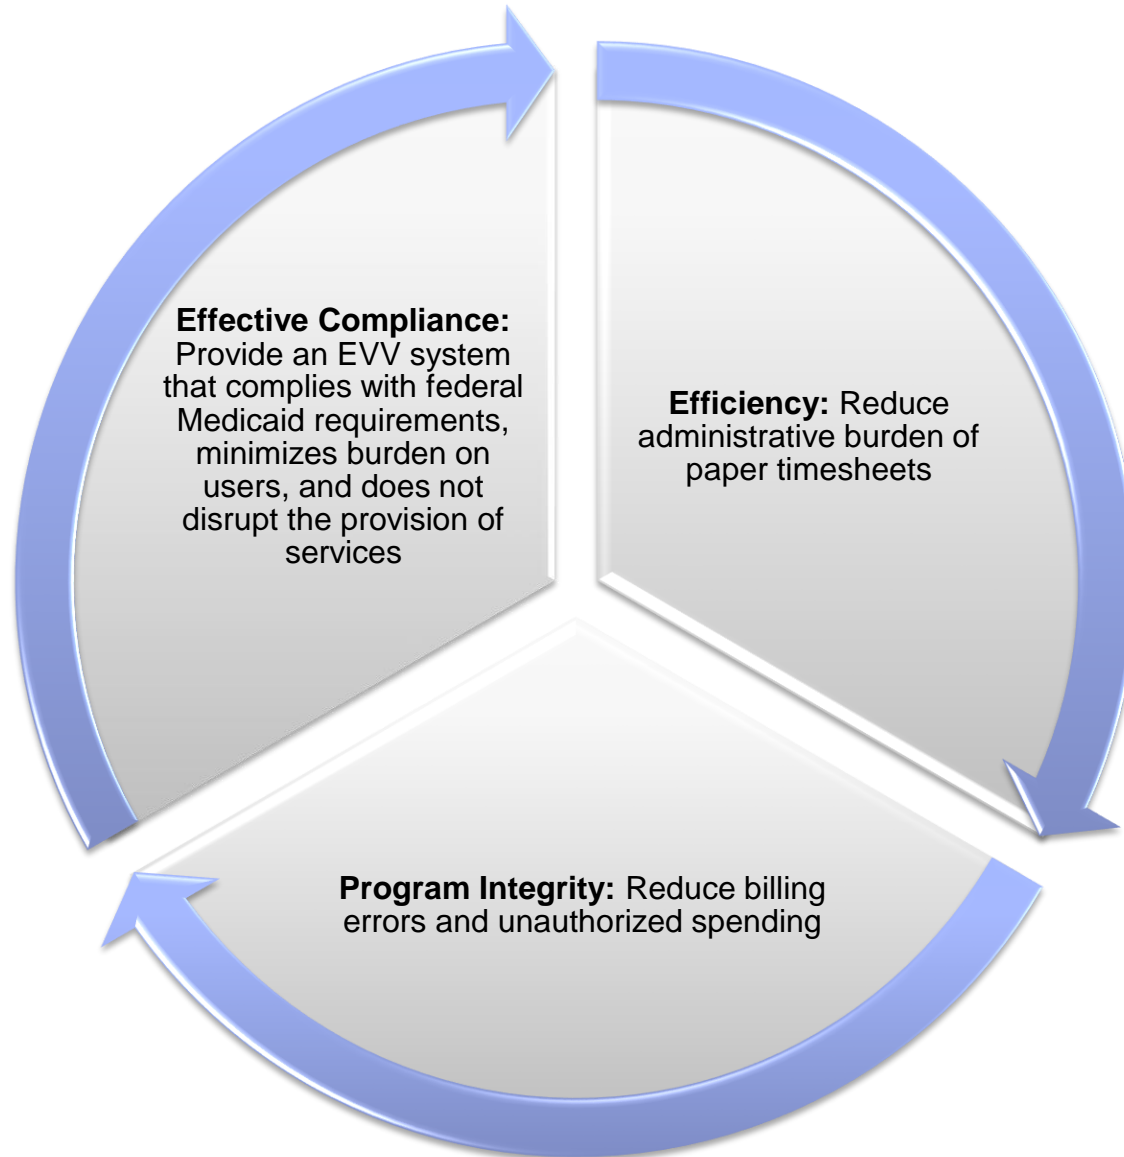 Effective Compliance:
Provide an EVV system
that complies with federal
Medicaid requirements,
minimizes burden on
users, and does not
disrupt the provision of
services
Efficiency: Reduce
administrative burden of
paper timesheets
Program Integrity: Reduce billing
errors and unauthorized spending